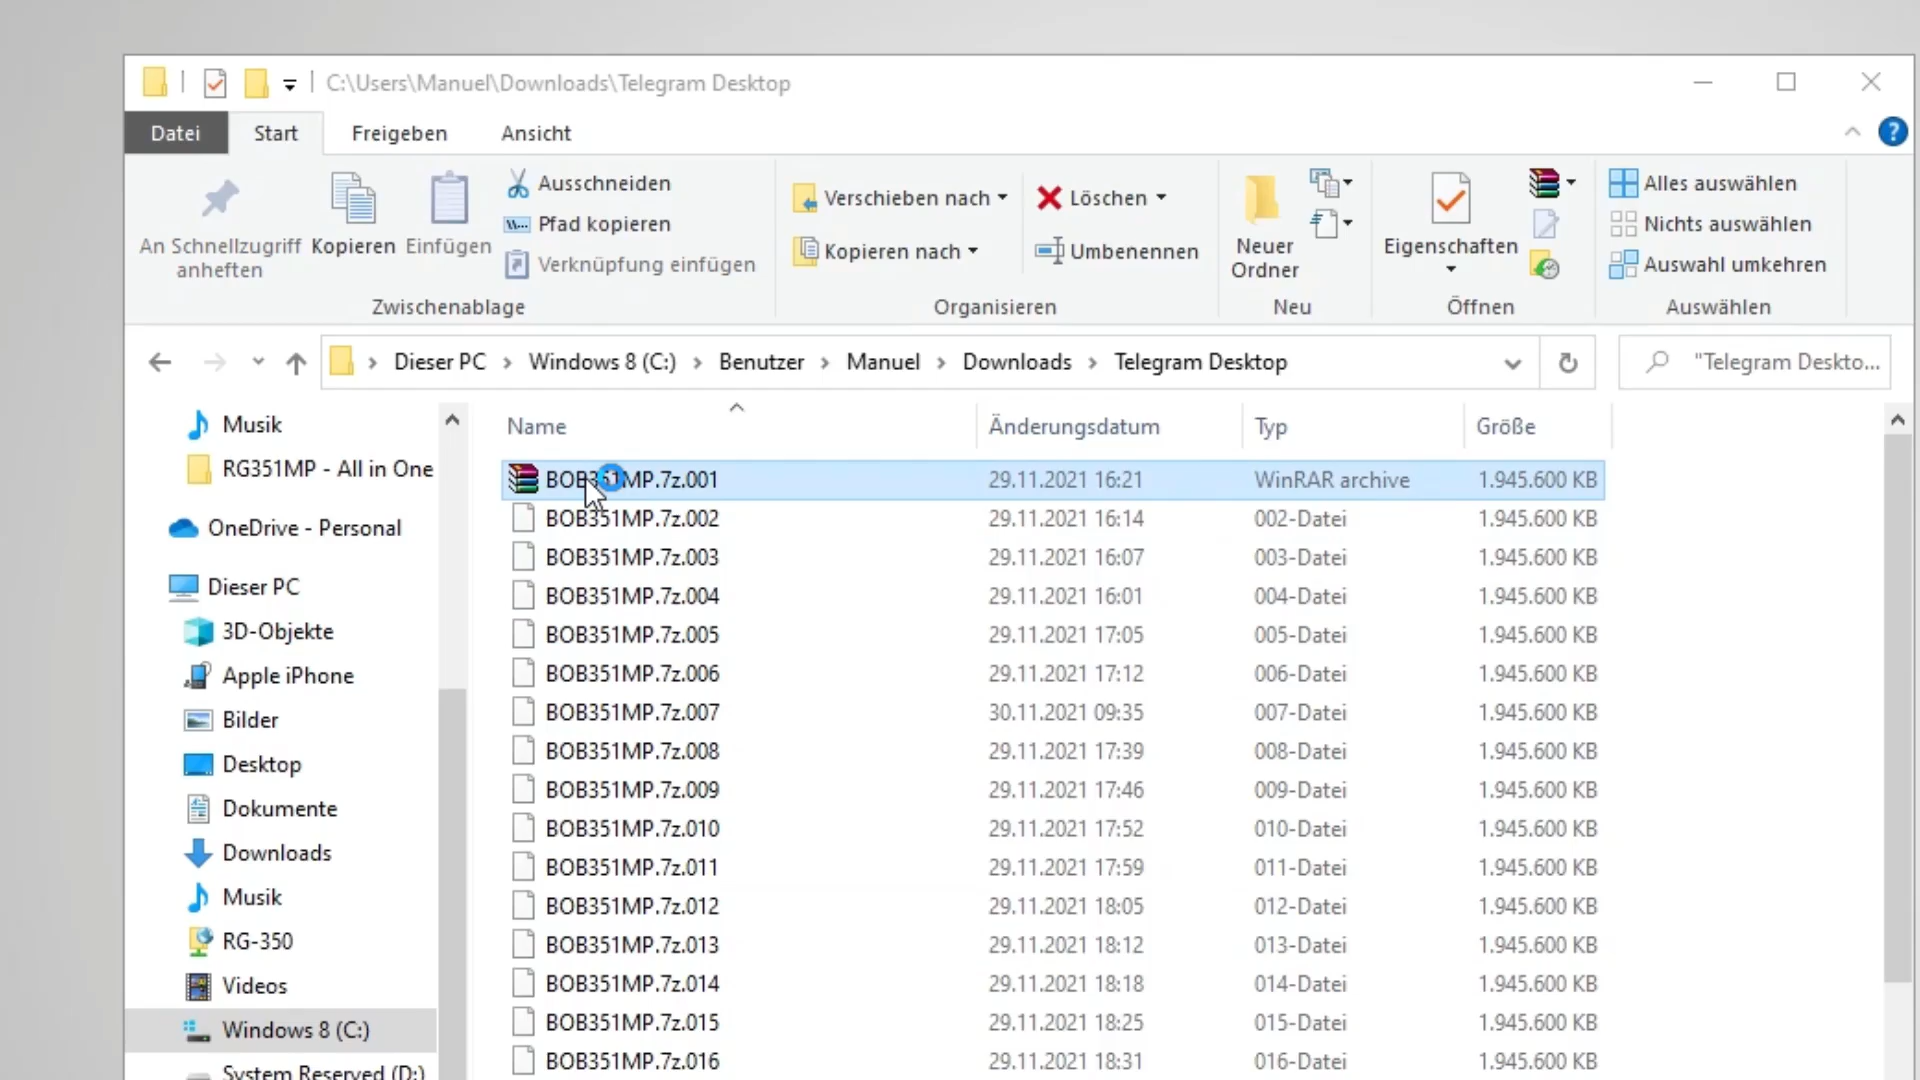 C:\Users\Manuel\Downloads\Telegram Desktop
Datei Start Freigeben Ansicht ?
An Schnellzugriff anheften
Kopieren
Einfügen
Ausschneiden
Pfad kopieren
Verknüpfung einfügen
Zwischenablage
Verschieben nach
Kopieren nach
Löschen
Umbenennen
Organisieren
Neuer
Ordner
Neu
Eigenschaften
Öffnen
Alles auswählen
Nichts auswählen
Auswahl umkehren
Auswählen
Dieser PC > Windows 8 (C:) > Benutzer > Manuel > Downloads > Telegram Desktop
"Telegram Deskto...
Musik
RG351MP - All in One
OneDrive - Personal
Dieser PC
3D-Objekte
Apple iPhone
Bilder
Desktop
Dokumente
Downloads
Musik
RG-350
Videos
Windows 8 (C:)
System Reserved (D:)
Name Änderungsdatum Typ Größe
BOB351MP.7z.001 29.11.2021 16:21 WinRAR archive 1.945.600 KB
BOB351MP.7z.002 29.11.2021 16:14 002-Datei 1.945.600 KB
BOB351MP.7z.003 29.11.2021 16:07 003-Datei 1.945.600 KB
BOB351MP.7z.004 29.11.2021 16:01 004-Datei 1.945.600 KB
BOB351MP.7z.005 29.11.2021 17:05 005-Datei 1.945.600 KB
BOB351MP.7z.006 29.11.2021 17:12 006-Datei 1.945.600 KB
BOB351MP.7z.007 30.11.2021 09:35 007-Datei 1.945.600 KB
BOB351MP.7z.008 29.11.2021 17:39 008-Datei 1.945.600 KB
BOB351MP.7z.009 29.11.2021 17:46 009-Datei 1.945.600 KB
BOB351MP.7z.010 29.11.2021 17:52 010-Datei 1.945.600 KB
BOB351MP.7z.011 29.11.2021 17:59 011-Datei 1.945.600 KB
BOB351MP.7z.012 29.11.2021 18:05 012-Datei 1.945.600 KB
BOB351MP.7z.013 29.11.2021 18:12 013-Datei 1.945.600 KB
BOB351MP.7z.014 29.11.2021 18:18 014-Datei 1.945.600 KB
BOB351MP.7z.015 29.11.2021 18:25 015-Datei 1.945.600 KB
BOB351MP.7z.016 29.11.2021 18:31 016-Datei 1.945.600 KB